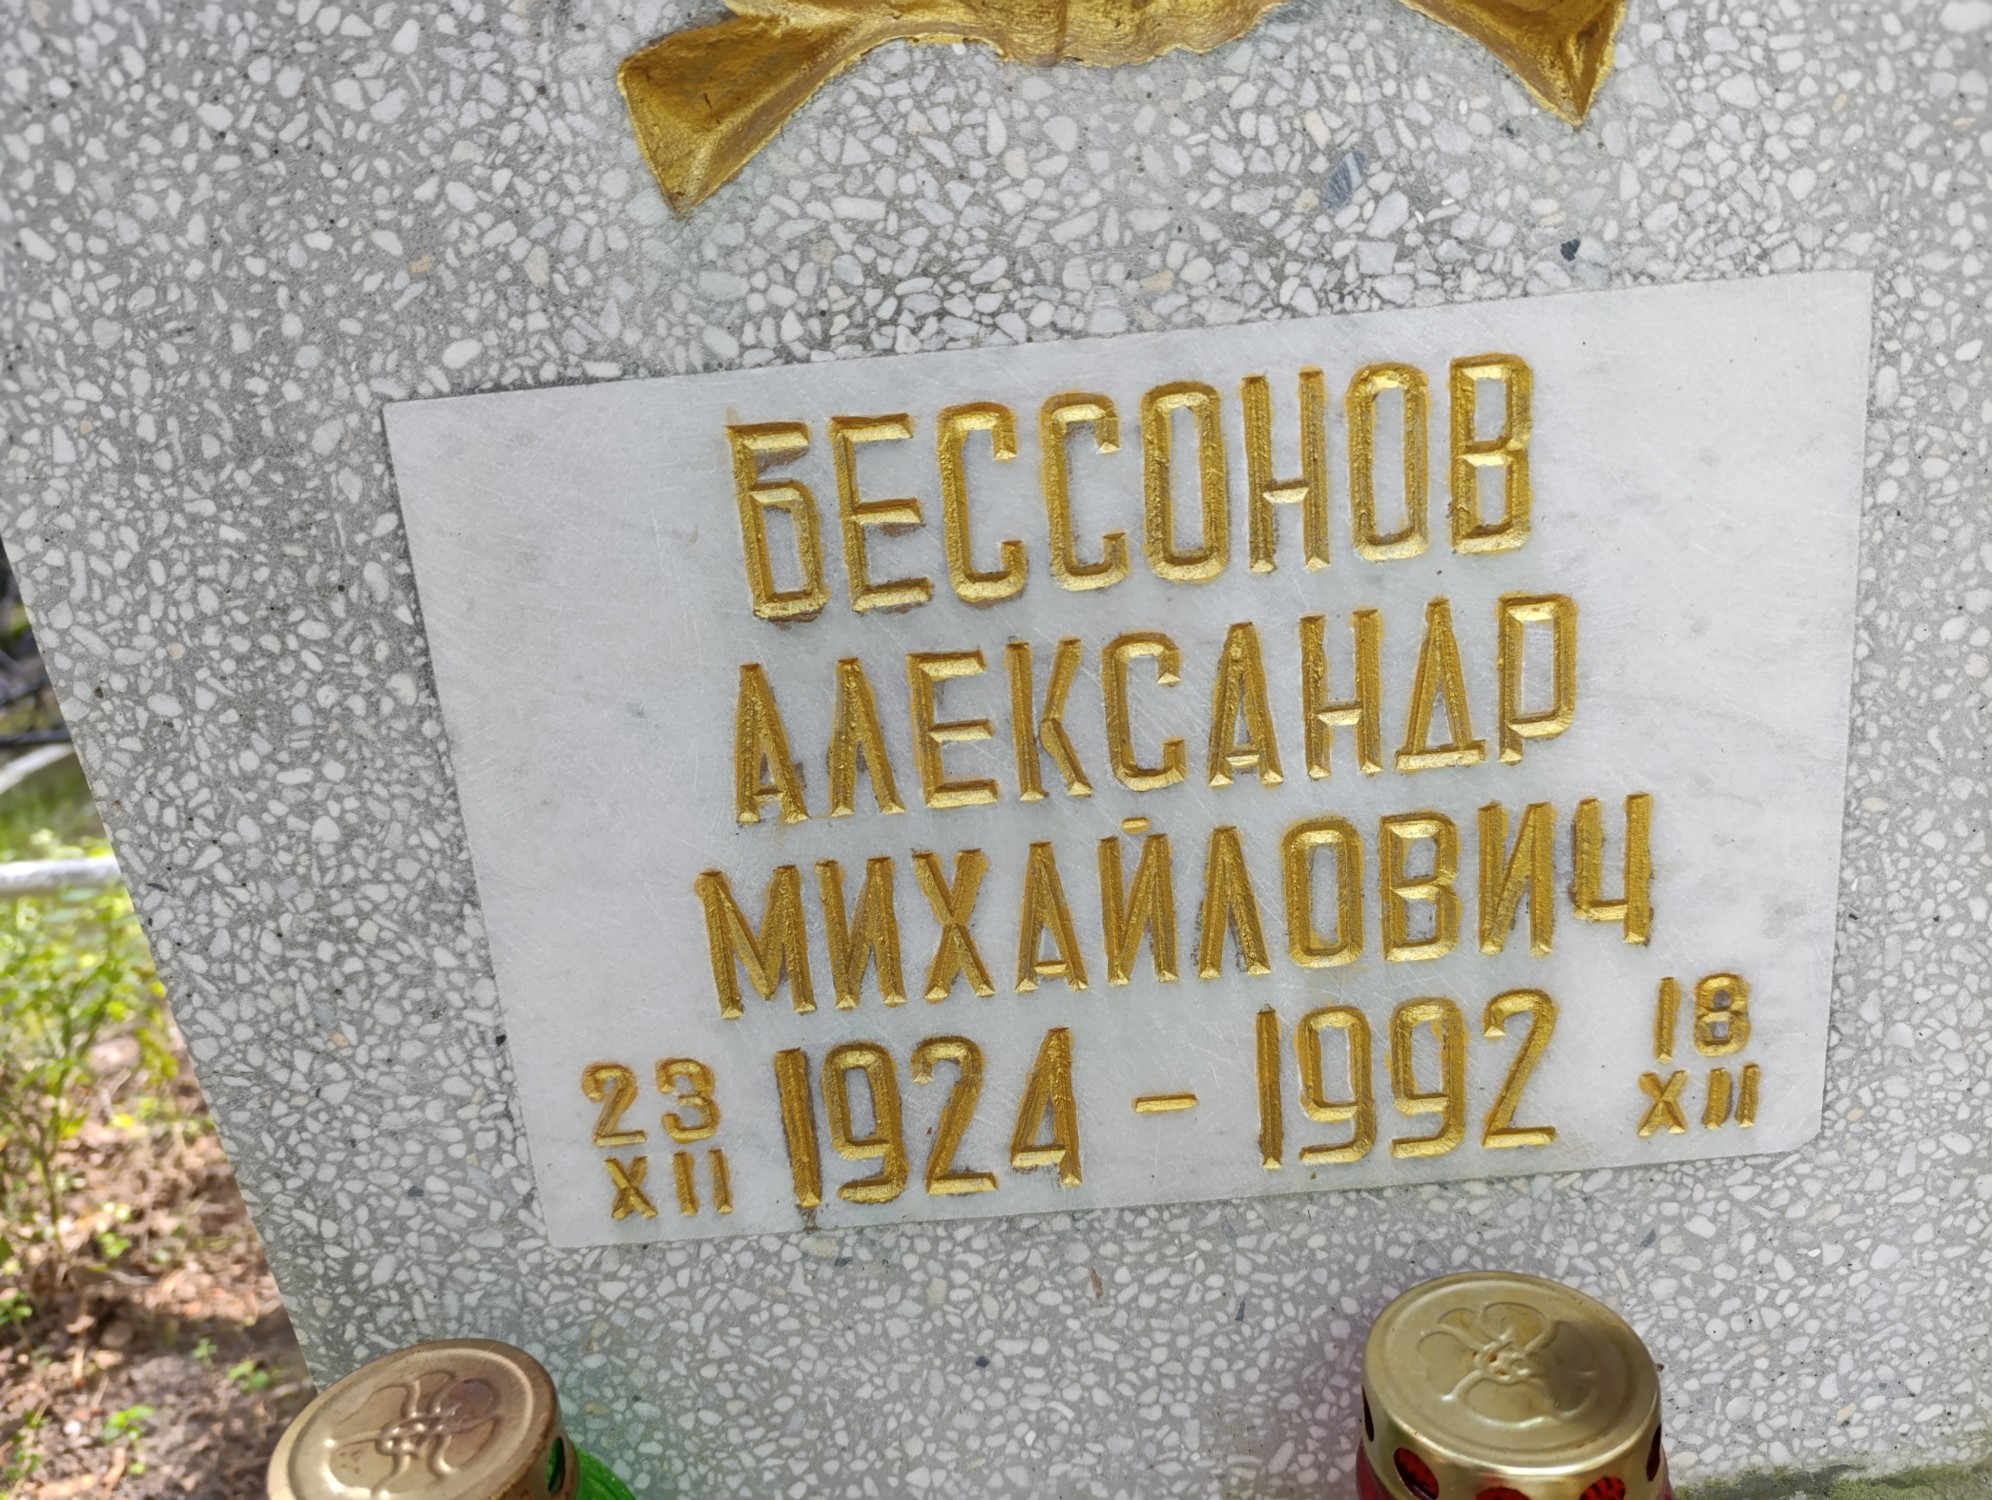 БЕССОНОВ
АЛЕКСАНДР
МИХАЙЛОВИЧ
23 XII 1924 - 1992 18 XII